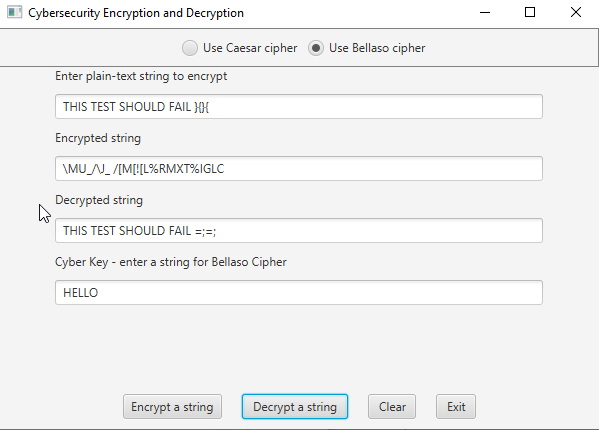 Cybersecurity Encryption and Decryption
Use Caesar cipher Use Bellaso cipher
Enter plain-text string to encrypt
THIS TEST SHOULD FAIL }{}{
Encrypted string
\MU_/\J_ /[M[![L%RMXT%IGLC
Decrypted string
THIS TEST SHOULD FAIL =;=;
Cyber Key - enter a string for Bellaso Cipher
HELLO
Encrypt a string Decrypt a string Clear Exit